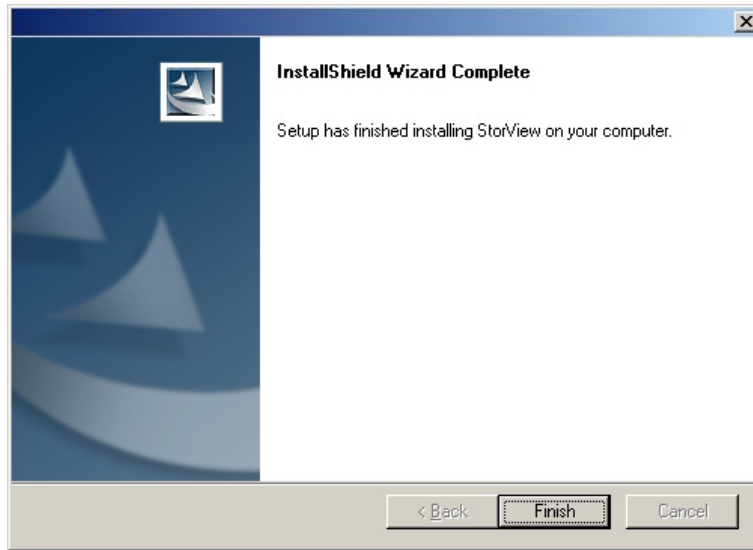 InstallShield Wizard Complete
Setup has finished installing StorView on your computer.
< Back Finish Cancel